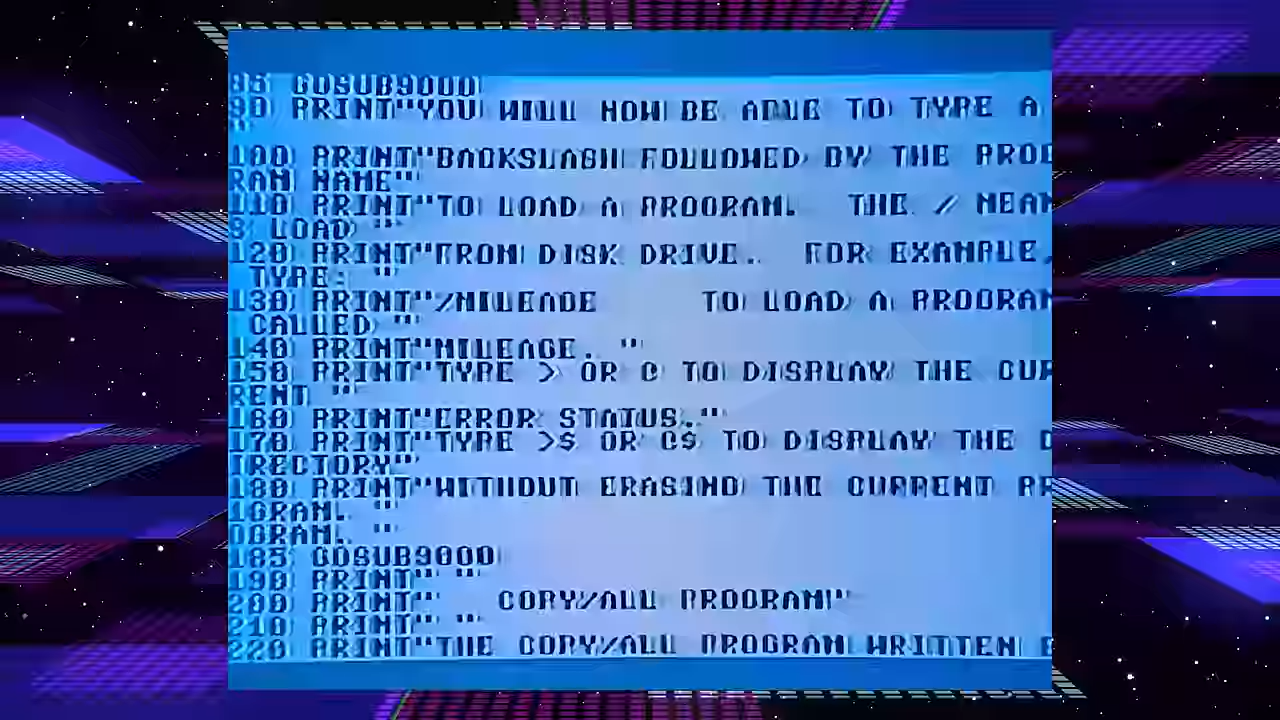 85 GOSUB9000
90 PRINT"YOU WILL NOW BE ABLE TO TYPE A
"
100 PRINT"BACKSLASH FOLLOWED BY THE PROG
RAM NAME"
110 PRINT"TO LOAD A PROGRAM.  THE / MEAN
S LOAD "
120 PRINT"FROM DISK DRIVE.  FOR EXAMPLE,
TYPE: "
130 PRINT"/MILEAGE     TO LOAD A PROGRAM
CALLED "
140 PRINT"MILEAGE. "
150 PRINT"TYPE > OR @ TO DISPLAY THE CUR
RENT "
160 PRINT"ERROR STATUS."
170 PRINT"TYPE >$ OR @$ TO DISPLAY THE D
IRECTORY"
180 PRINT"WITHOUT ERASING THE CURRENT PR
OGRAM. "
185 GOSUB9000
190 PRINT" "
200 PRINT"    COPY/ALL PROGRAM"
210 PRINT" "
220 PRINT"THE COPY/ALL PROGRAM WRITTEN B